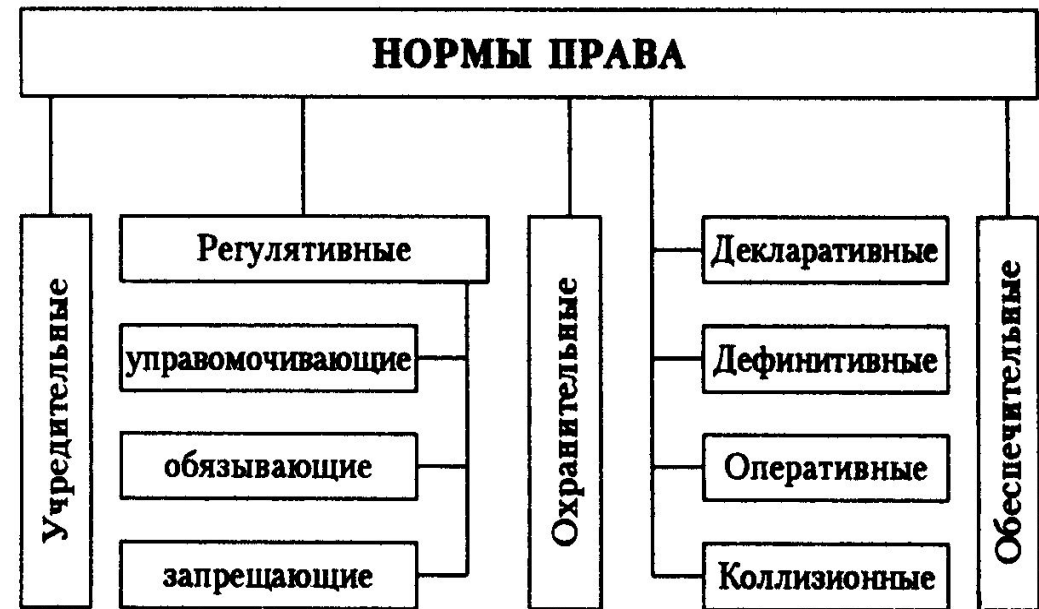 НОРМЫ ПРАВА
Учредительные
Регулятивные
управомочивающие
обязывающие
запрещающие
Охранительные
Декларативные
Дефинитивные
Оперативные
Коллизионные
Обеспечительные